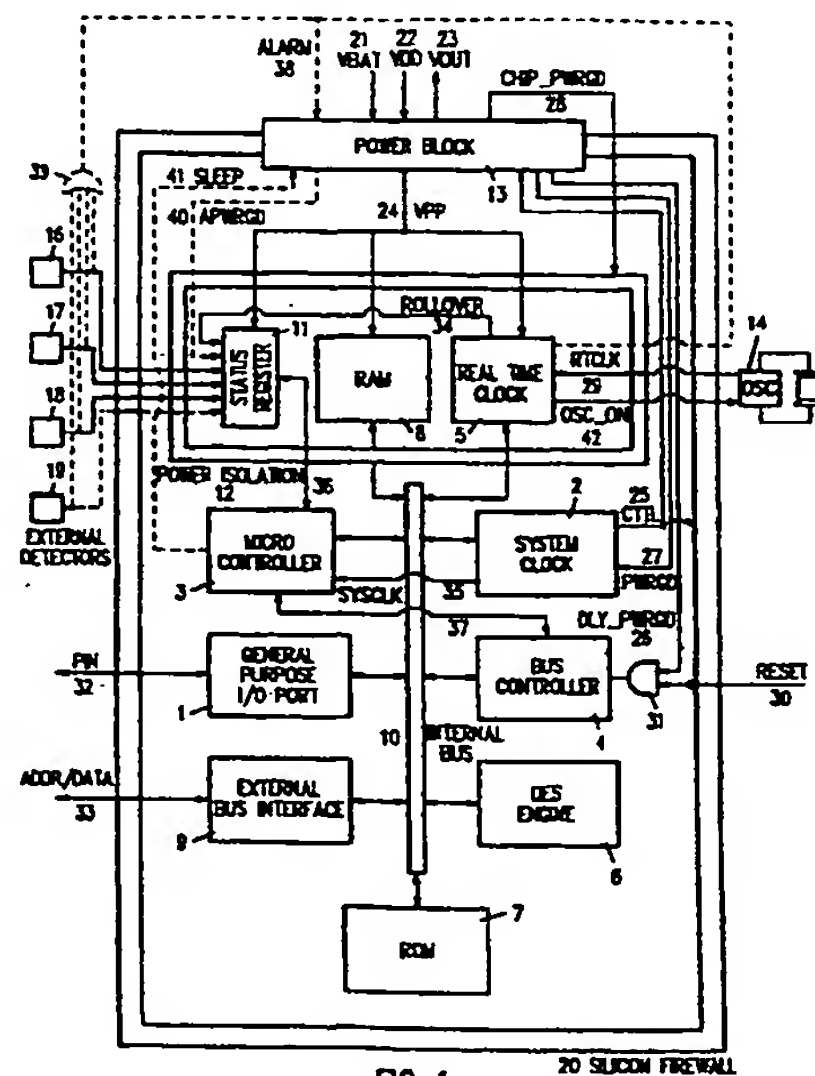 ALARM
38
21
VBAT
22
VDD
23
VOUT
CHIP_PWRGD
28
POWER BLOCK
13
41 SLEEP
40 APWRGD
24 VPP
16
17
18
19
EXTERNAL
DETECTORS
ROLLOVER
34
11
STATUS
REGISTER
RAM
8
REAL TIME
CLOCK
5
RTCLK
29
OSC_ON
42
14
OSC
POWER ISOLATION
12
36
MICRO
CONTROLLER
3
SYSCLK
35
2
SYSTEM
CLOCK
25
CTRL
27
PWRGD
37
DLY_PWRGD
26
PIN
32
GENERAL
PURPOSE
I/O PORT
1
BUS
CONTROLLER
4
31
RESET
30
10
INTERNAL
BUS
ADDR/DATA
33
EXTERNAL
BUS INTERFACE
9
DES
ENGINE
6
7
ROM
20 SILICON FIREWALL